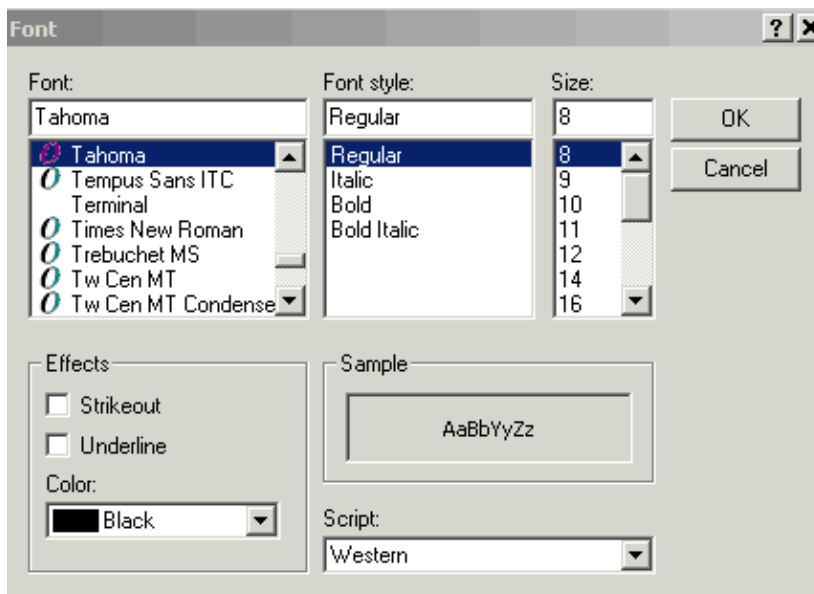 Font
Font:
Font style:
Size:
Tahoma
Regular
8
OK
Cancel
Tahoma
Tempus Sans ITC
Terminal
Times New Roman
Trebuchet MS
Tw Cen MT
Tw Cen MT Condense
Regular
Italic
Bold
Bold Italic
8
9
10
11
12
14
16
Effects
Strikeout
Underline
Color:
Black
Sample
AaBbYyZz
Script:
Western